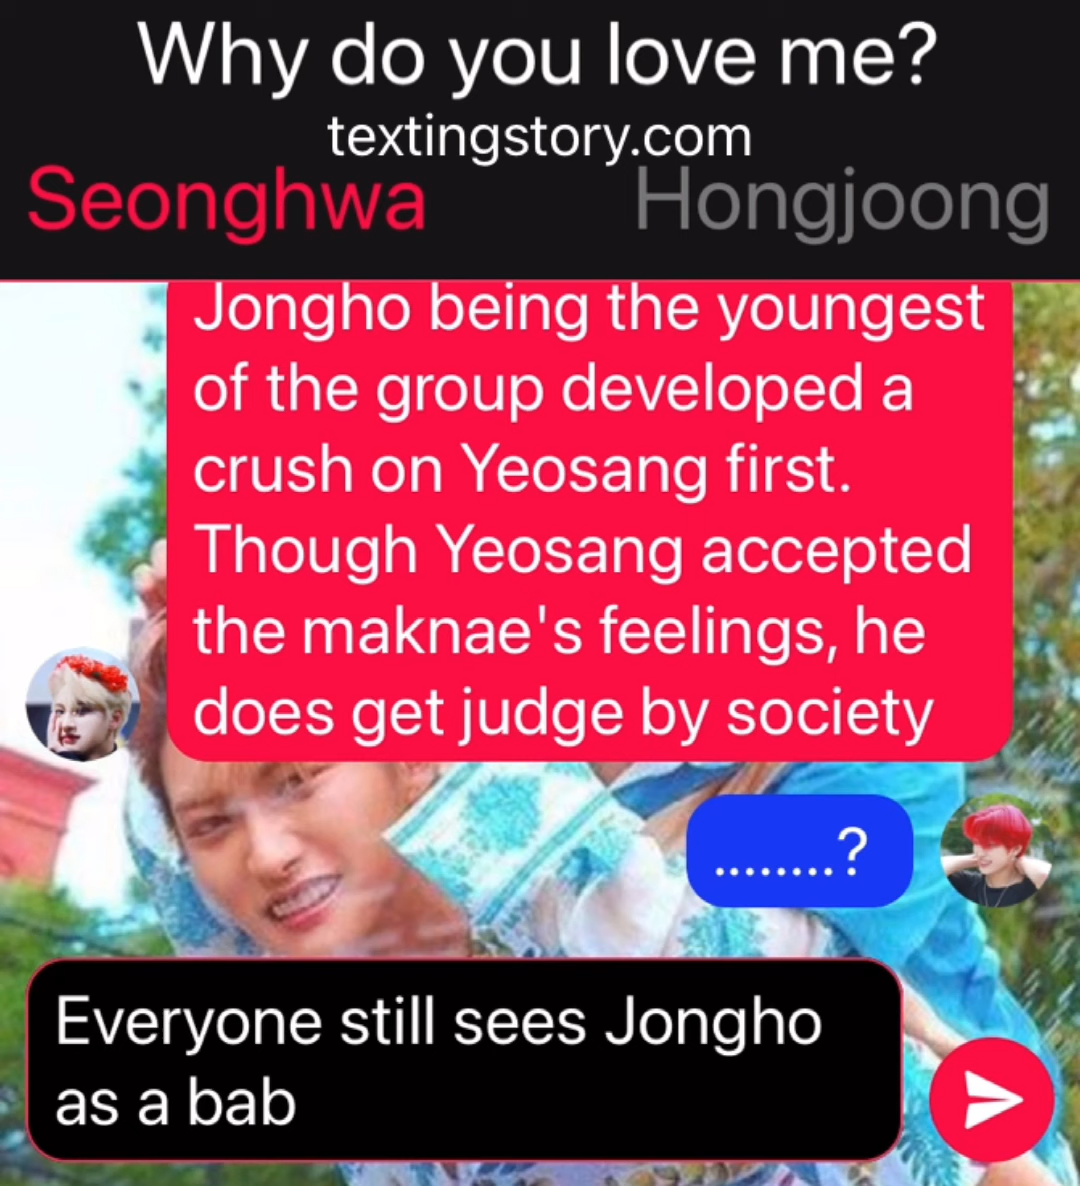 Why do you love me?
textingstory.com
Seonghwa
Hongjoong
Jongho being the youngest
of the group developed a
crush on Yeosang first.
Though Yeosang accepted
the maknae's feelings, he
does get judge by society
........?
Everyone still sees Jongho
as a bab